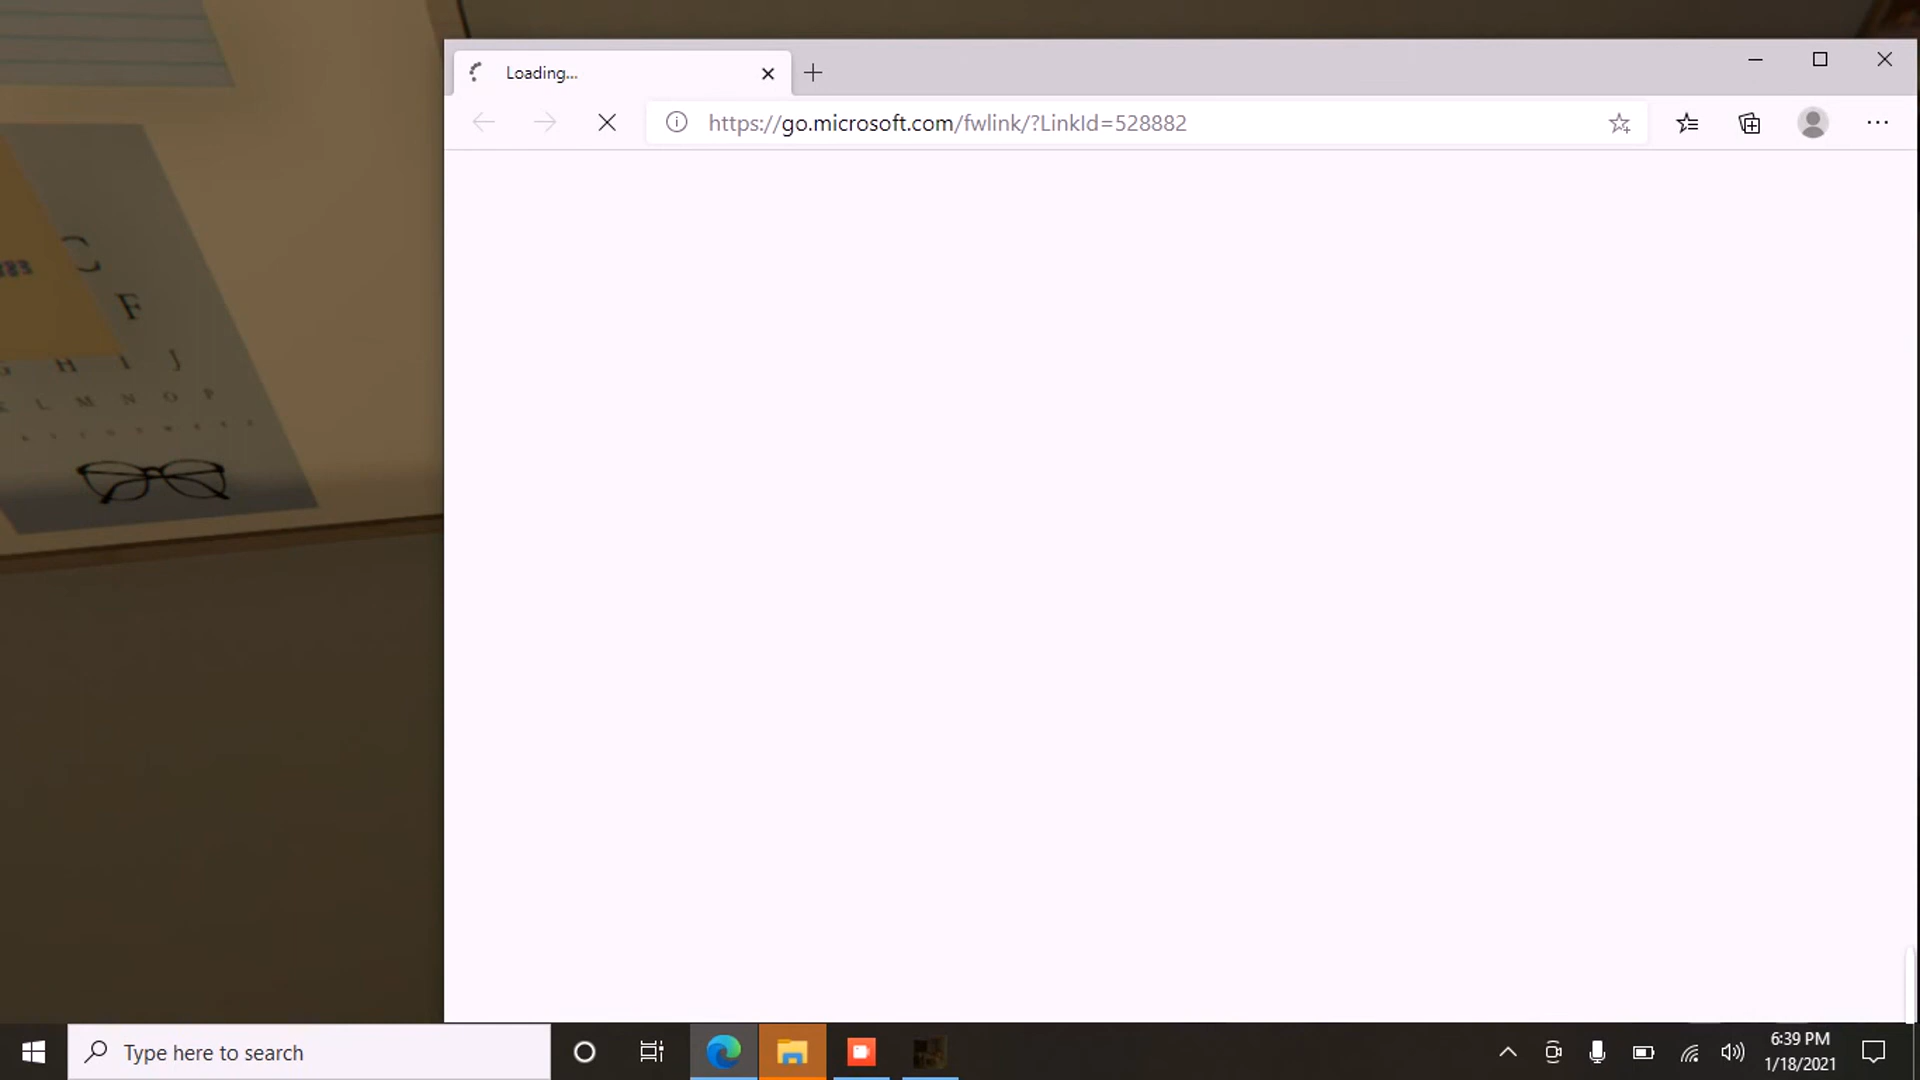 Loading...
https://go.microsoft.com/fwlink/?LinkId=528882
C
F
H I J
L M N O P
Type here to search
6:39 PM
1/18/2021